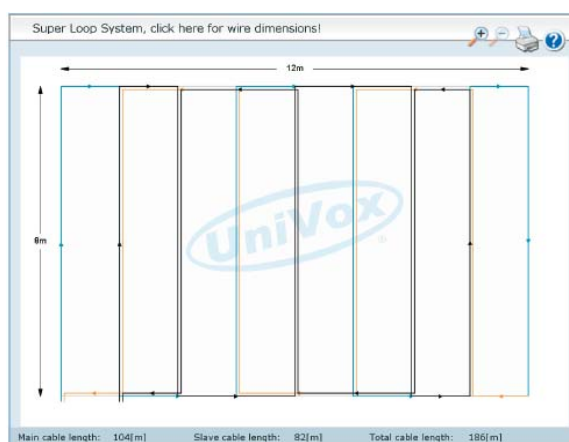 Super Loop System, click here for wire dimensions!
12m
8m
UniVox
®
Main cable length: 104[m] Slave cable length: 82[m] Total cable length: 186[m]